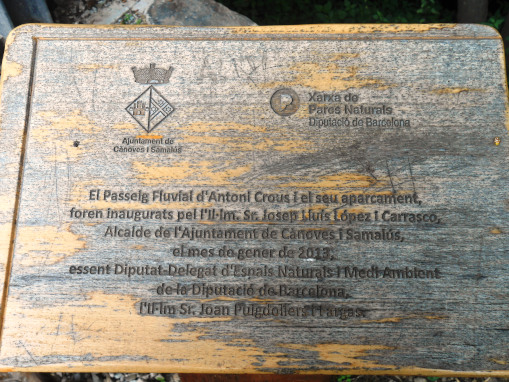 Ajuntament de
Cànoves i Samalús
Xarxa de
Parcs Naturals
Diputació de Barcelona
El Passeig Fluvial d'Antoni Crous i el seu aparcament,
foren inaugurats pel l'Il·lm. Sr. Josep Lluís López i Carrasco,
Alcalde de l'Ajuntament de Cànoves i Samalús,
el mes de gener de 2013,
essent Diputat-Delegat d'Espais Naturals i Medi Ambient
de la Diputació de Barcelona,
l'Il·lm Sr. Joan Puigdollers i Fargas.